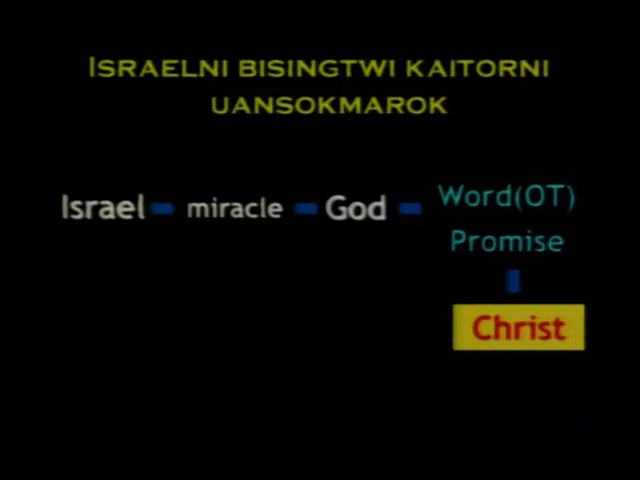 ISRAELNI BISINGTWI KAITORNI
UANSOKMAROK
Israel miracle God Word(OT)
Promise
Christ